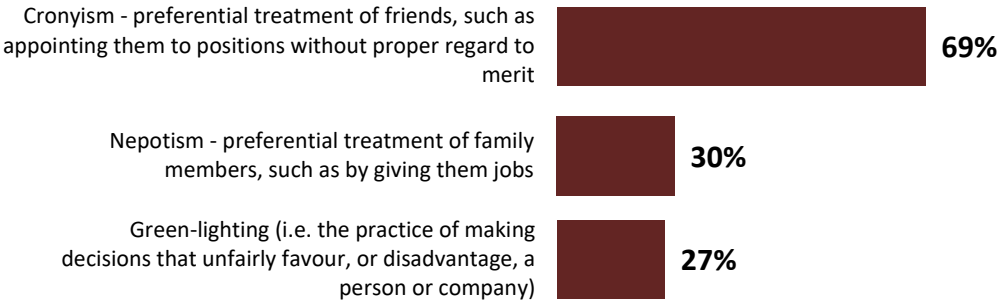 Cronyism - preferential treatment of friends, such as
appointing them to positions without proper regard to
merit
69%
Nepotism - preferential treatment of family
members, such as by giving them jobs
30%
Green-lighting (i.e. the practice of making
decisions that unfairly favour, or disadvantage, a
person or company)
27%